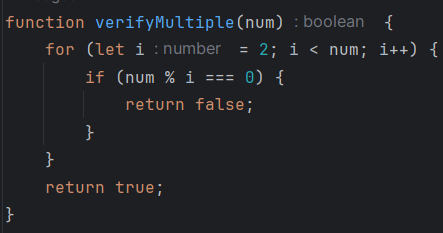 function verifyMultiple(num) : boolean {
    for (let i : number = 2; i < num; i++) {
        if (num % i === 0) {
            return false;
        }
    }
    return true;
}